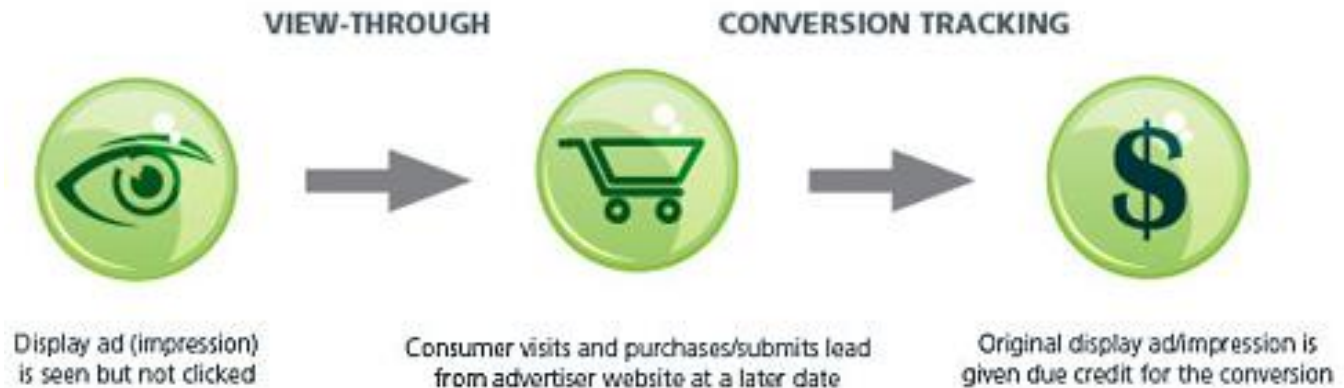 VIEW-THROUGH
CONVERSION TRACKING
$
Display ad (impression)
is seen but not clicked
Consumer visits and purchases/submits lead
from advertiser website at a later date
Original display ad/impression is
given due credit for the conversion